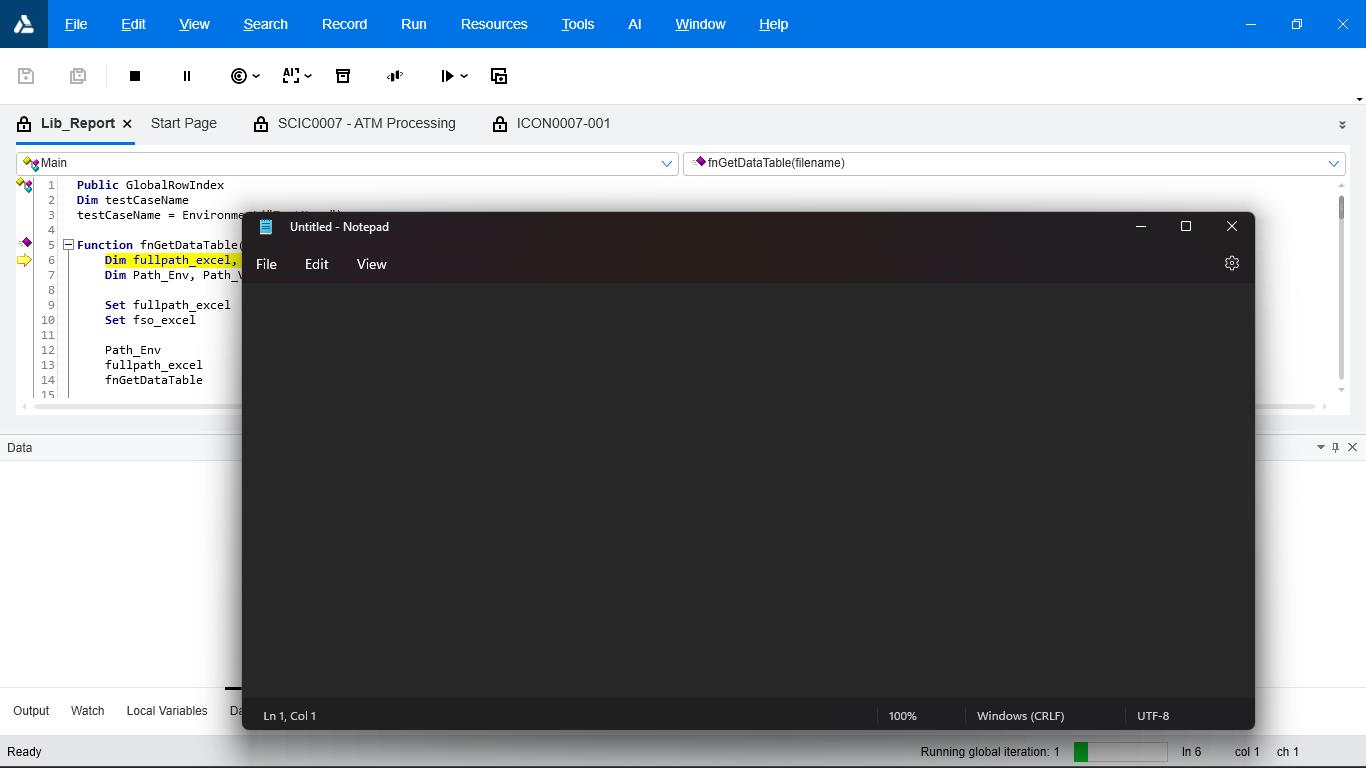 File Edit View Search Record Run Resources Tools AI Window Help
AI
Lib_Report Start Page SCIC0007 - ATM Processing ICON0007-001
Main fnGetDataTable(filename)
1 Public GlobalRowIndex
2 Dim testCaseName
3 testCaseName = Environme
4
5 Function fnGetDataTable(
6 Dim fullpath_excel,
7 Dim Path_Env, Path_
8
9 Set fullpath_excel
10 Set fso_excel
11
12 Path_Env
13 fullpath_excel
14 fnGetDataTable
15
Untitled - Notepad
File Edit View
Data
Ln 1, Col 1 100% Windows (CRLF) UTF-8
Output Watch Local Variables
Ready Running global iteration: 1 ln 6 col 1 ch 1